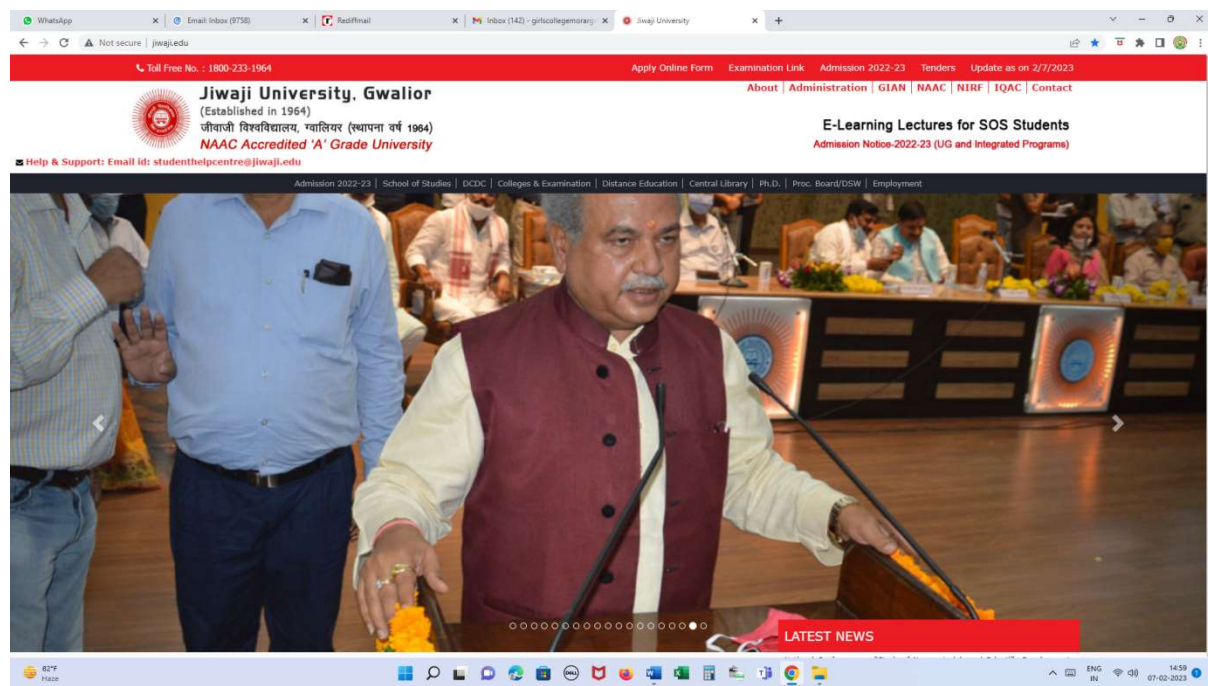 WhatsApp
Email: Inbox (9758)
Rediffmail
Inbox (142) - girlscollegemorarg
Jiwaji University
Not secure | jiwaji.edu
Toll Free No. : 1800-233-1964
Apply Online Form Examination Link Admission 2022-23 Tenders Update as on 2/7/2023
Jiwaji University, Gwalior
(Established in 1964)
जीवाजी विश्वविद्यालय, ग्वालियर (स्थापना वर्ष 1964)
NAAC Accredited 'A' Grade University
About | Administration | GIAN | NAAC | NIRF | IQAC | Contact
E-Learning Lectures for SOS Students
Admission Notice-2022-23 (UG and Integrated Programs)
Help & Support: Email id: studenthelpcentre@jiwaji.edu
Admission 2022-23 | School of Studies | DCDC | Colleges & Examination | Distance Education | Central Library | Ph.D. | Proc. Board/DSW | Employment
LATEST NEWS
82°F
Haze
ENG
IN
14:59
07-02-2023